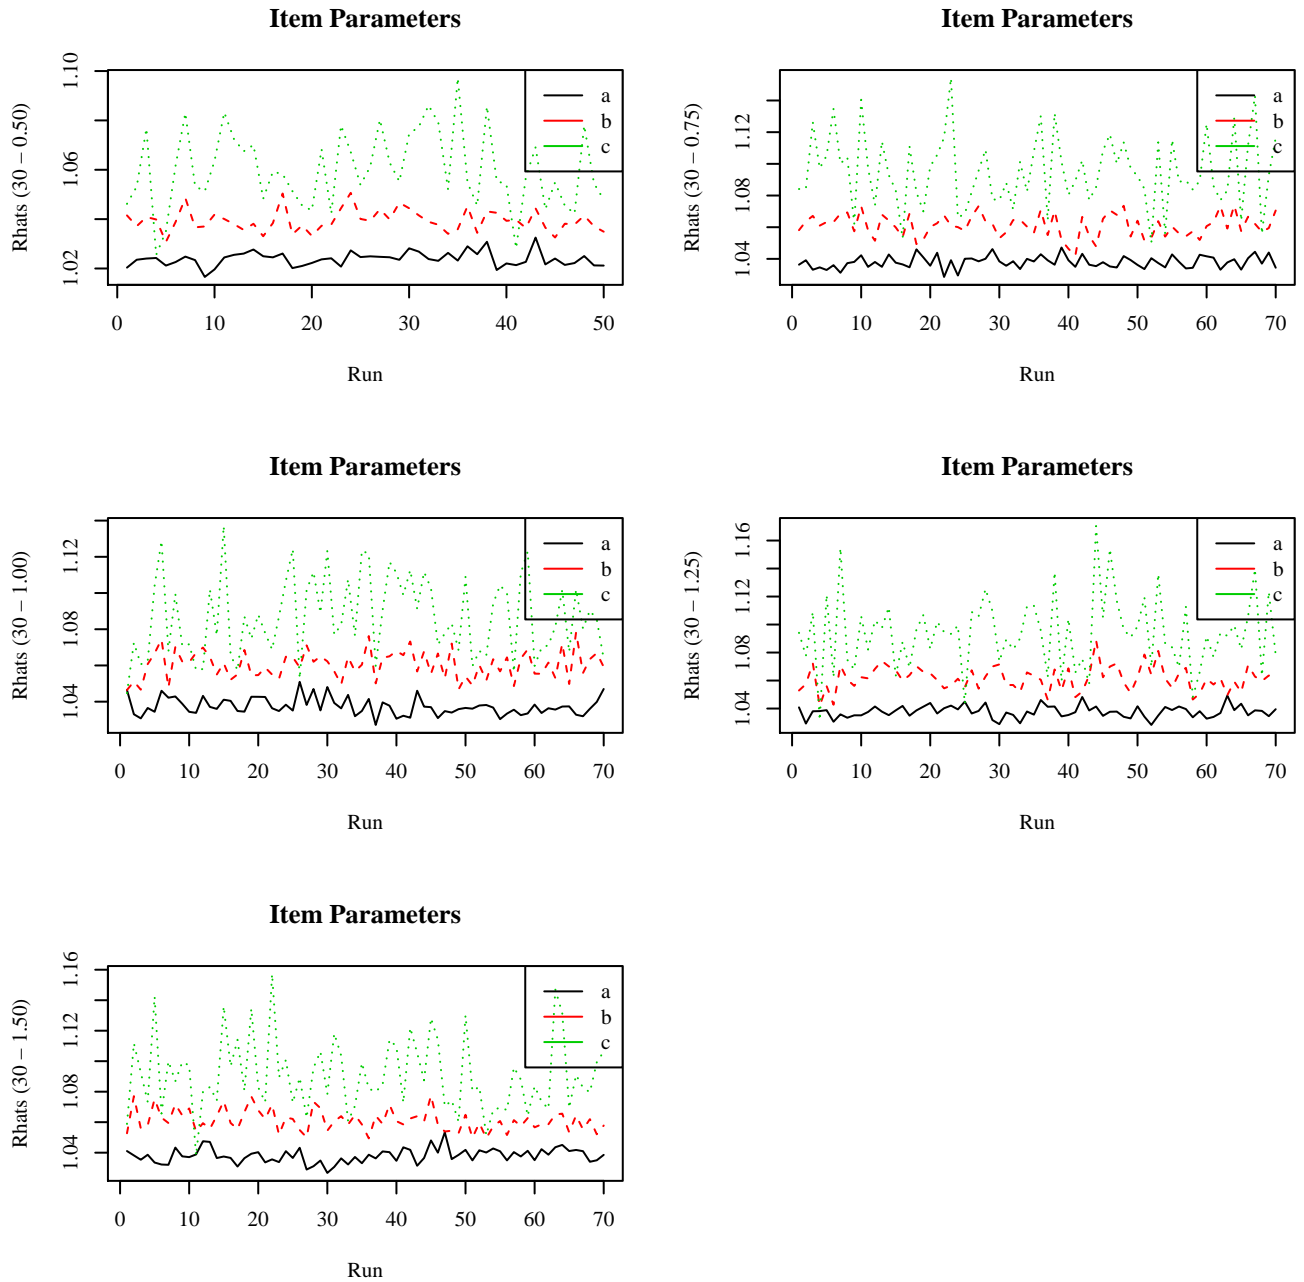 Item Parameters
Rhats (30 − 0.50)
1.02 1.06 1.10
0 10 20 30 40 50
Run
a
b
c
Item Parameters
Rhats (30 − 0.75)
1.04 1.08 1.12
0 10 20 30 40 50 60 70
Run
a
b
c
Item Parameters
Rhats (30 − 1.00)
1.04 1.08 1.12
0 10 20 30 40 50 60 70
Run
a
b
c
Item Parameters
Rhats (30 − 1.25)
1.04 1.08 1.12 1.16
0 10 20 30 40 50 60 70
Run
a
b
c
Item Parameters
Rhats (30 − 1.50)
1.04 1.08 1.12 1.16
0 10 20 30 40 50 60 70
Run
a
b
c